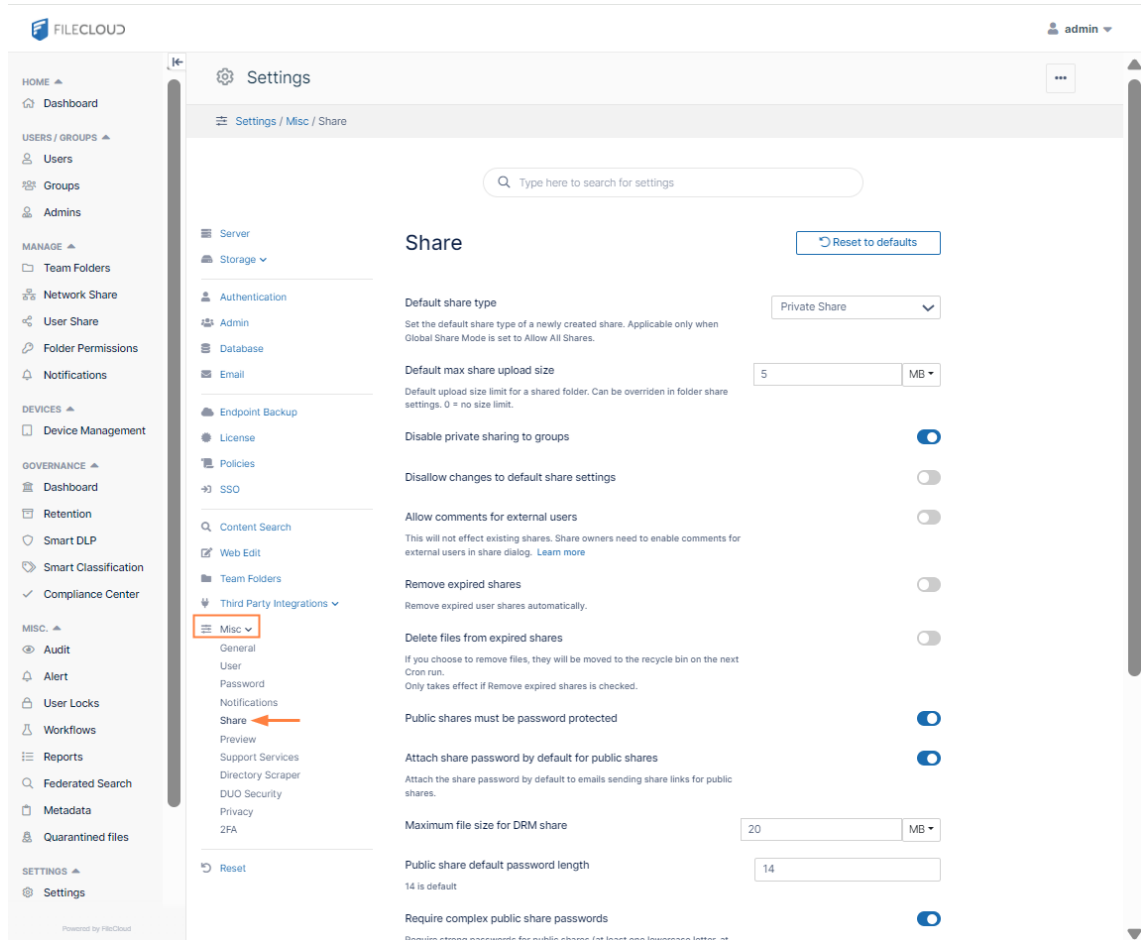 FILECLOUD
admin
HOME
Dashboard
USERS / GROUPS
Users
Groups
Admins
MANAGE
Team Folders
Network Share
User Share
Folder Permissions
Notifications
DEVICES
Device Management
GOVERNANCE
Dashboard
Retention
Smart DLP
Smart Classification
Compliance Center
MISC.
Audit
Alert
User Locks
Workflows
Reports
Federated Search
Metadata
Quarantined files
SETTINGS
Settings
Powered by FileCloud
Settings
Settings / Misc / Share
Type here to search for settings
Server
Storage
Authentication
Admin
Database
Email
Endpoint Backup
License
Policies
SSO
Content Search
Web Edit
Team Folders
Third Party Integrations
Misc
General
User
Password
Notifications
Share
Preview
Support Services
Directory Scraper
DUO Security
Privacy
2FA
Reset
Share
Reset to defaults
Default share type
Private Share
Set the default share type of a newly created share. Applicable only when
Global Share Mode is set to Allow All Shares.
Default max share upload size
5
MB
Default upload size limit for a shared folder. Can be overriden in folder share
settings. 0 = no size limit.
Disable private sharing to groups
Disallow changes to default share settings
Allow comments for external users
This will not effect existing shares. Share owners need to enable comments for
external users in share dialog. Learn more
Remove expired shares
Remove expired user shares automatically.
Delete files from expired shares
If you choose to remove files, they will be moved to the recycle bin on the next
Cron run.
Only takes effect if Remove expired shares is checked.
Public shares must be password protected
Attach share password by default for public shares
Attach the share password by default to emails sending share links for public
shares.
Maximum file size for DRM share
20
MB
Public share default password length
14
14 is default
Require complex public share passwords
Require strong passwords for public shares (at least one lowercase letter, at